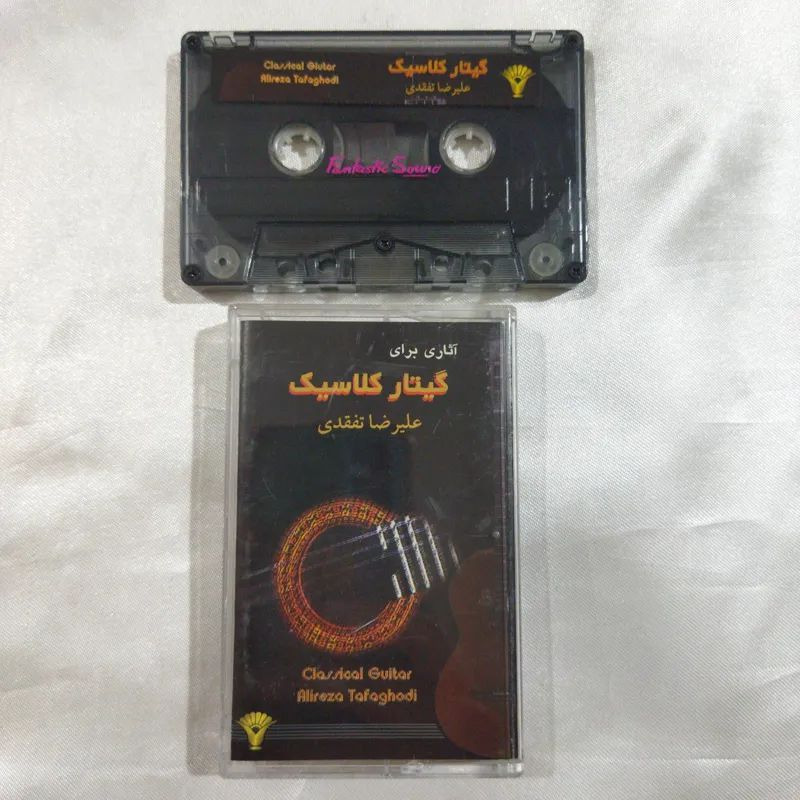 Classical Giutar
Alireza Tafaghodi
گیتار کلاسیک
علیرضا تفقدی
Fantastic Sound
آثاری برای
گیتار کلاسیک
علیرضا تفقدی
Classical Guitar
Alireza Tafaghodi